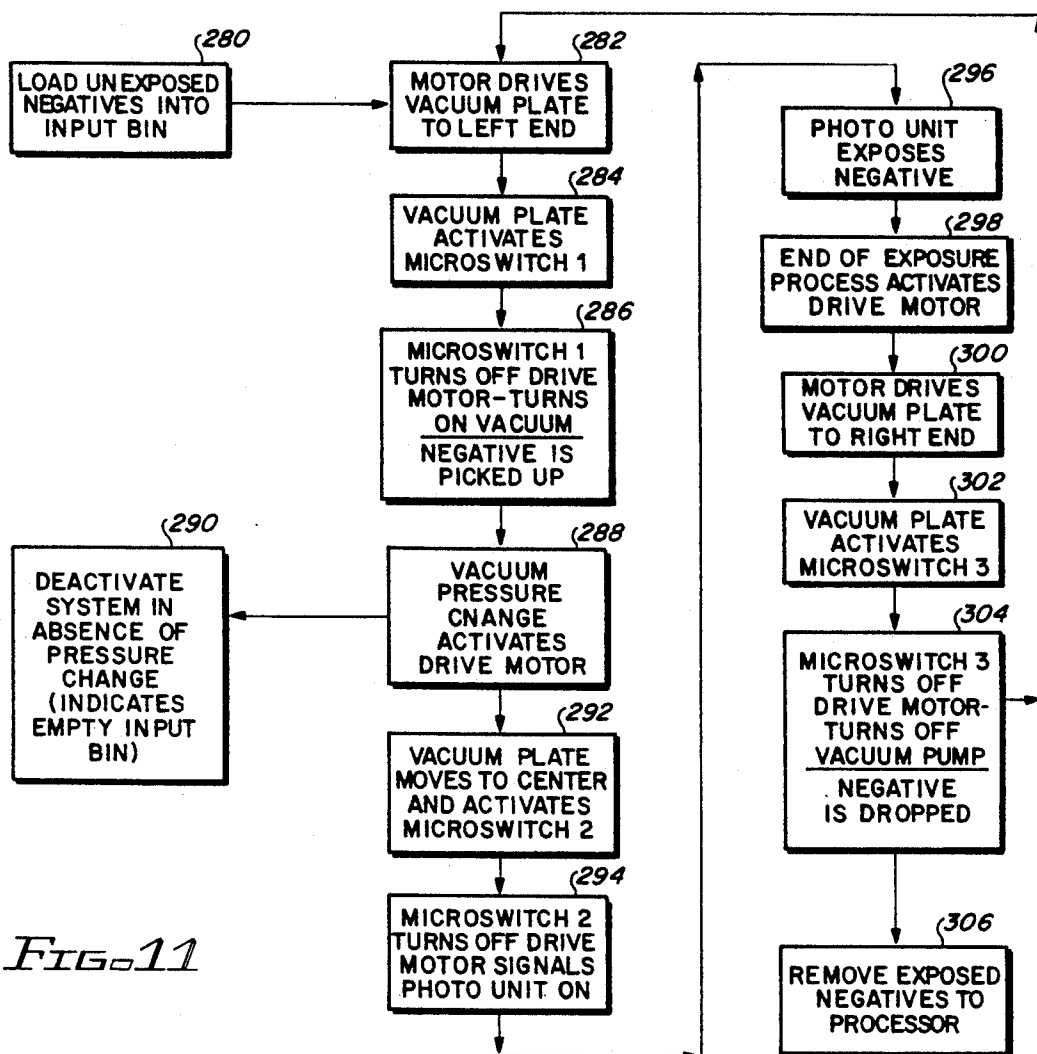 280
LOAD UNEXPOSED
NEGATIVES INTO
INPUT BIN
282
MOTOR DRIVES
VACUUM PLATE
TO LEFT END
284
VACUUM PLATE
ACTIVATES
MICROSWITCH 1
286
MICROSWITCH 1
TURNS OFF DRIVE
MOTOR-TURNS
ON VACUUM
NEGATIVE IS
PICKED UP
288
VACUUM
PRESSURE
CNANGE
ACTIVATES
DRIVE MOTOR
290
DEACTIVATE
SYSTEM IN
ABSENCE OF
PRESSURE
CHANGE
(INDICATES
EMPTY INPUT
BIN)
292
VACUUM PLATE
MOVES TO CENTER
AND ACTIVATES
MICROSWITCH 2
294
MICROSWITCH 2
TURNS OFF DRIVE
MOTOR SIGNALS
PHOTO UNIT ON
296
PHOTO UNIT
EXPOSES
NEGATIVE
298
END OF EXPOSURE
PROCESS ACTIVATES
DRIVE MOTOR
300
MOTOR DRIVES
VACUUM PLATE
TO RIGHT END
302
VACUUM PLATE
ACTIVATES
MICROSWITCH 3
304
MICROSWITCH 3
TURNS OFF
DRIVE MOTOR-
TURNS OFF
VACUUM PUMP
NEGATIVE
IS DROPPED
306
REMOVE EXPOSED
NEGATIVES TO
PROCESSOR
FIG. 11